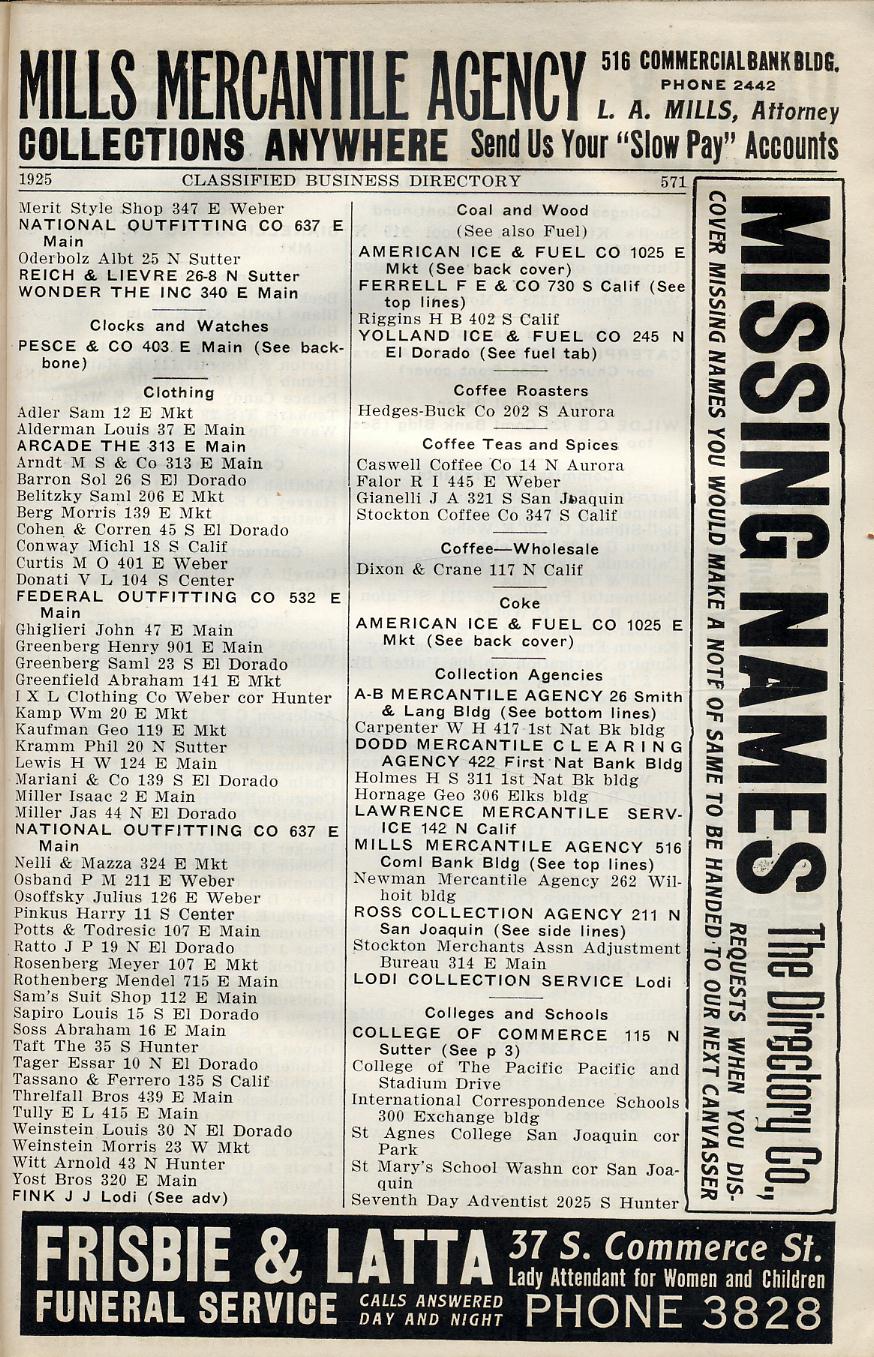 MILLS MERCANTILE AGENCY
516 COMMERCIAL BANK BLDG.
PHONE 2442
L. A. MILLS, Attorney
COLLECTIONS ANYWHERE Send Us Your "Slow Pay" Accounts
1925 CLASSIFIED BUSINESS DIRECTORY 571
Merit Style Shop 347 E Weber
NATIONAL OUTFITTING CO 637 E
Main
Oderbolz Albt 25 N Sutter
REICH & LIEVRE 26-8 N Sutter
WONDER THE INC 340 E Main
Clocks and Watches
PESCE & CO 403 E Main (See back-
bone)
Clothing
Adler Sam 12 E Mkt
Alderman Louis 37 E Main
ARCADE THE 313 E Main
Arndt M S & Co 313 E Main
Barron Sol 26 S El Dorado
Belitzky Saml 206 E Mkt
Berg Morris 139 E Mkt
Cohen & Corren 45 S El Dorado
Conway Michl 18 S Calif
Curtis M O 401 E Weber
Donati V L 104 S Center
FEDERAL OUTFITTING CO 532 E
Main
Ghiglieri John 47 E Main
Greenberg Henry 901 E Main
Greenberg Saml 23 S El Dorado
Greenfield Abraham 141 E Mkt
I X L Clothing Co Weber cor Hunter
Kamp Wm 20 E Mkt
Kaufman Geo 119 E Mkt
Kramm Phil 20 N Sutter
Lewis H W 124 E Main
Mariani & Co 139 S El Dorado
Miller Isaac 2 E Main
Miller Jas 44 N El Dorado
NATIONAL OUTFITTING CO 637 E
Main
Nelli & Mazza 324 E Mkt
Osband P M 211 E Weber
Osoffsky Julius 126 E Weber
Pinkus Harry 11 S Center
Potts & Todresic 107 E Main
Ratto J P 19 N El Dorado
Rosenberg Meyer 107 E Mkt
Rothenberg Mendel 715 E Main
Sam's Suit Shop 112 E Main
Sapiro Louis 15 S El Dorado
Soss Abraham 16 E Main
Taft The 35 S Hunter
Tager Essar 10 N El Dorado
Tassano & Ferrero 135 S Calif
Threlfall Bros 439 E Main
Tully E L 415 E Main
Weinstein Louis 30 N El Dorado
Weinstein Morris 23 W Mkt
Witt Arnold 43 N Hunter
Yost Bros 320 E Main
FINK J J Lodi (See adv)
Coal and Wood
(See also Fuel)
AMERICAN ICE & FUEL CO 1025 E
Mkt (See back cover)
FERRELL F E & CO 730 S Calif (See
top lines)
Riggins H B 402 S Calif
YOLLAND ICE & FUEL CO 245 N
El Dorado (See fuel tab)
Coffee Roasters
Hedges-Buck Co 202 S Aurora
Coffee Teas and Spices
Caswell Coffee Co 14 N Aurora
Falor R I 445 E Weber
Gianelli J A 321 S San Joaquin
Stockton Coffee Co 347 S Calif
Coffee—Wholesale
Dixon & Crane 117 N Calif
Coke
AMERICAN ICE & FUEL CO 1025 E
Mkt (See back cover)
Collection Agencies
A-B MERCANTILE AGENCY 26 Smith
& Lang Bldg (See bottom lines)
Carpenter W H 417 1st Nat Bk bldg
DODD MERCANTILE CLEARING
AGENCY 422 First Nat Bank Bldg
Holmes H S 311 1st Nat Bk bldg
Hornage Geo 306 Elks bldg
LAWRENCE MERCANTILE SERV-
ICE 142 N Calif
MILLS MERCANTILE AGENCY 516
Coml Bank Bldg (See top lines)
Newman Mercantile Agency 262 Wil-
hoit bldg
ROSS COLLECTION AGENCY 211 N
San Joaquin (See side lines)
Stockton Merchants Assn Adjustment
Bureau 314 E Main
LODI COLLECTION SERVICE Lodi
Colleges and Schools
COLLEGE OF COMMERCE 115 N
Sutter (See p 3)
College of The Pacific Pacific and
Stadium Drive
International Correspondence Schools
300 Exchange bldg
St Agnes College San Joaquin cor
Park
St Mary's School Washn cor San Joa-
quin
Seventh Day Adventist 2025 S Hunter
MISSING NAMES The Directory Co.,
REQUESTS WHEN YOU DIS-
COVER MISSING NAMES YOU WOULD MAKE A NOTE OF SAME TO BE HANDED TO OUR NEXT CANVASSER
FRISBIE & LATTA
FUNERAL SERVICE
CALLS ANSWERED
DAY AND NIGHT
37 S. Commerce St.
Lady Attendant for Women and Children
PHONE 3828